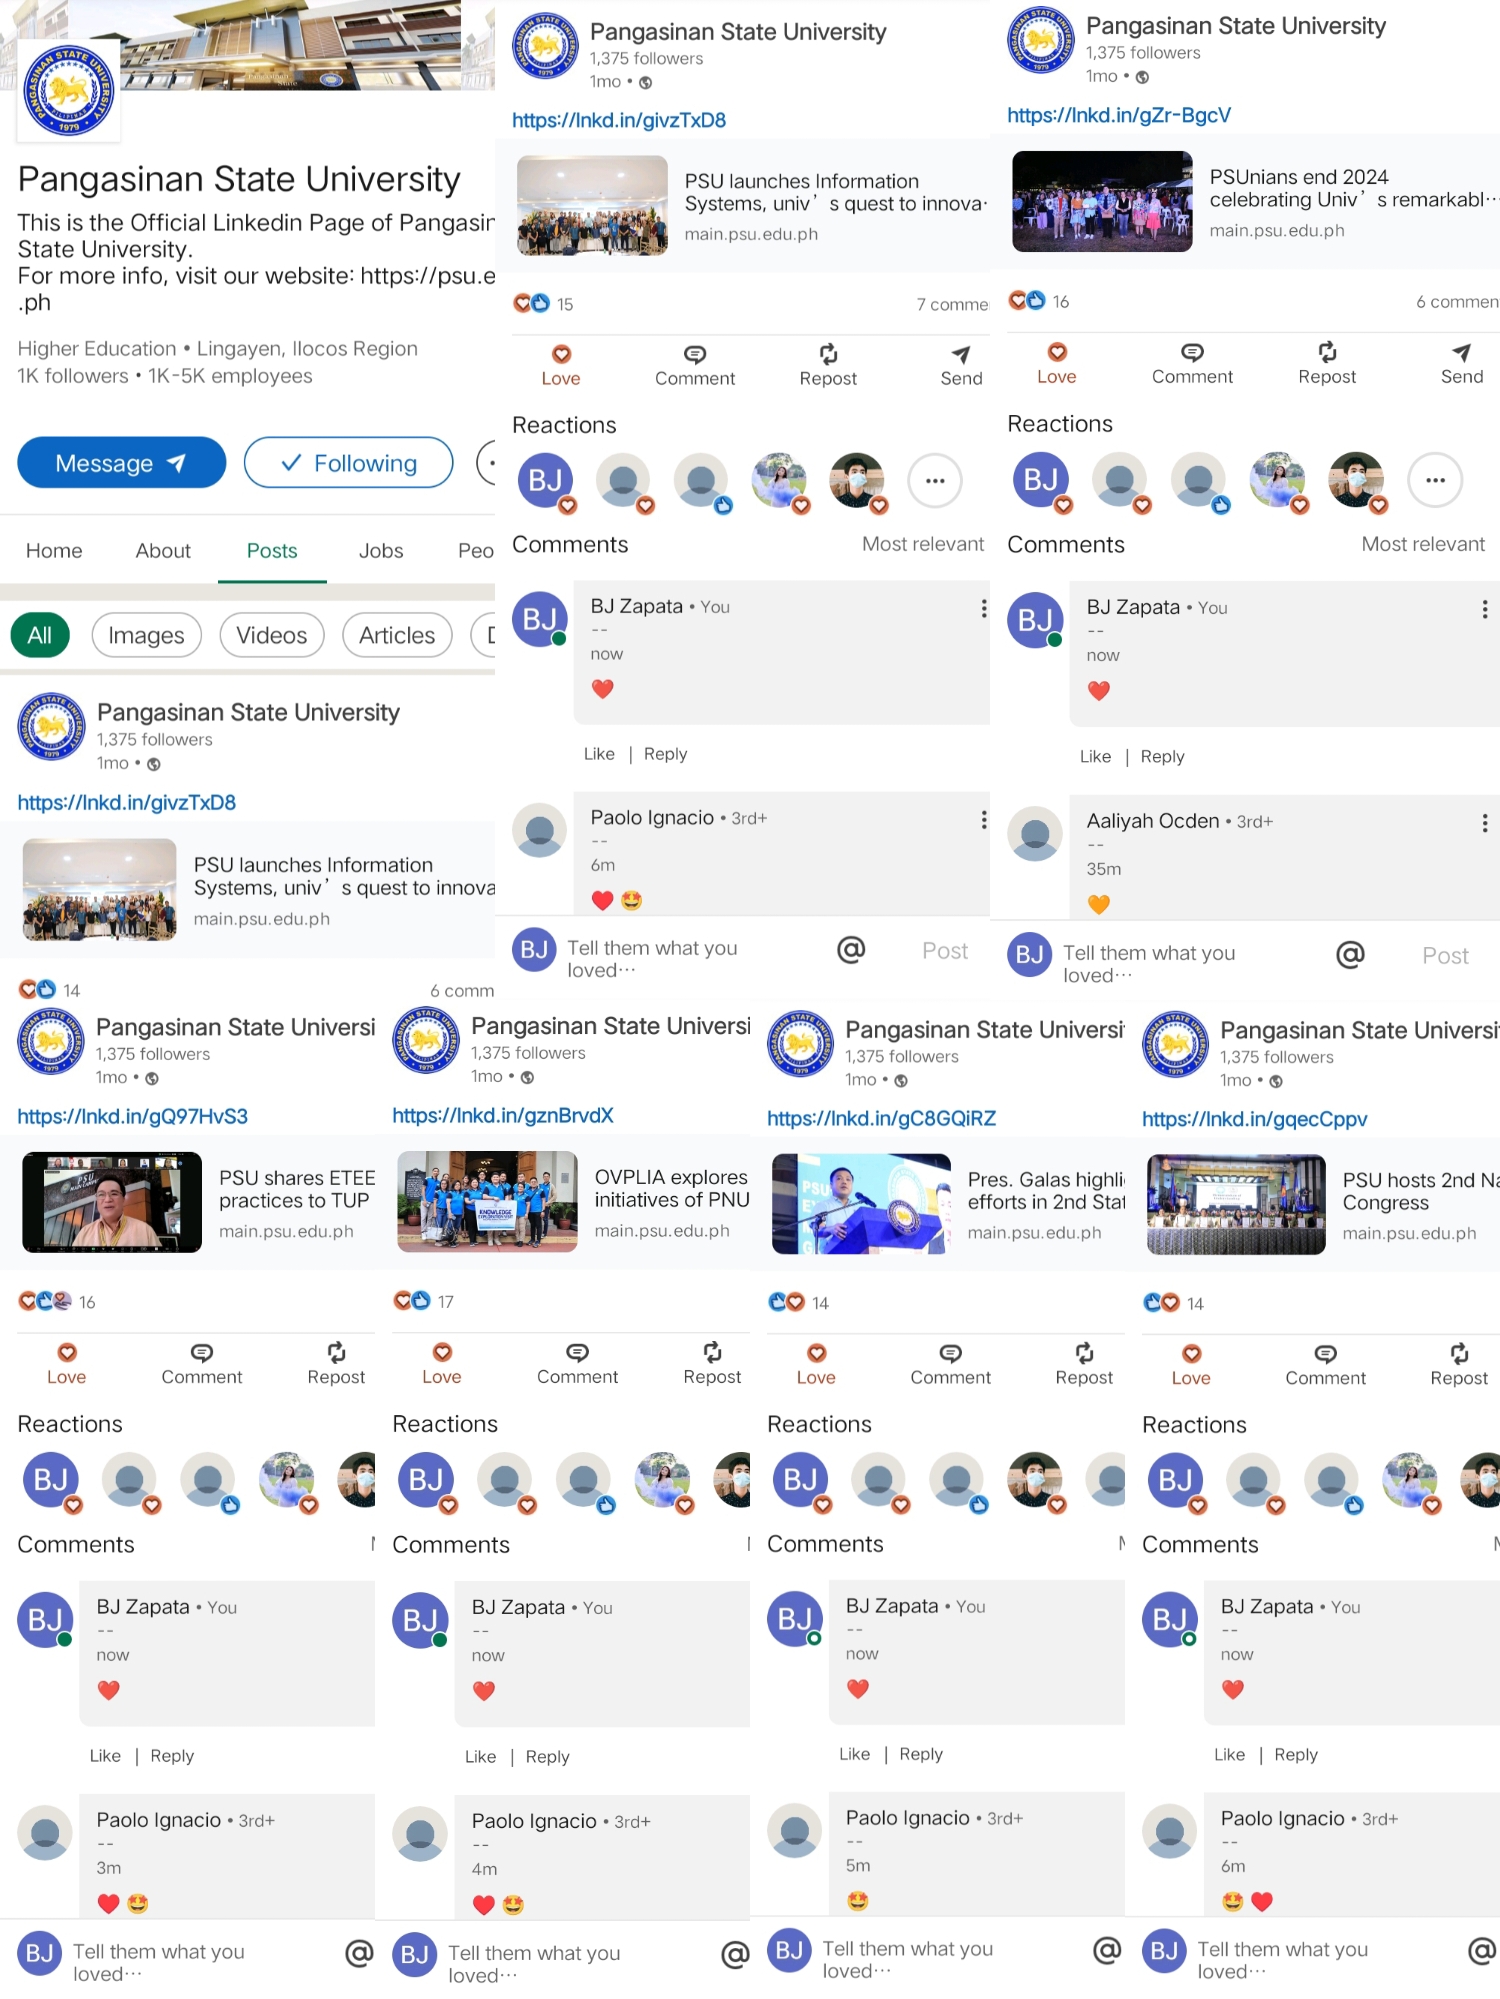 PANGASINAN STATE UNIVERSITY
1979
Pangasinan State University
This is the Official Linkedin Page of Pangasin
State University.
For more info, visit our website: https://psu.e
.ph
Higher Education • Lingayen, Ilocos Region
1K followers • 1K-5K employees
Message
Following
Home
About
Posts
Jobs
Peo
All
Images
Videos
Articles
D
Pangasinan State University
1,375 followers
1mo •
https://lnkd.in/givzTxD8
PSU launches Information
Systems, univ’s quest to innova
main.psu.edu.ph
14
6 comm
Pangasinan State University
1,375 followers
1mo •
https://lnkd.in/givzTxD8
PSU launches Information
Systems, univ’s quest to innova·
main.psu.edu.ph
15
7 comme
Love
Comment
Repost
Send
Reactions
BJ
Comments
Most relevant
BJ
BJ Zapata • You
--
now
❤️
Like | Reply
Paolo Ignacio • 3rd+
--
6m
❤️ 🤩
BJ
Tell them what you
loved···
@
Post
Pangasinan State University
1,375 followers
1mo •
https://lnkd.in/gZr-BgcV
PSUnians end 2024
celebrating Univ’s remarkabl···
main.psu.edu.ph
16
6 commen
Love
Comment
Repost
Send
Reactions
BJ
Comments
Most relevant
BJ
BJ Zapata • You
--
now
❤️
Like | Reply
Aaliyah Ocden • 3rd+
--
35m
🧡
BJ
Tell them what you
loved···
@
Post
Pangasinan State Universi
1,375 followers
1mo •
https://lnkd.in/gQ97HvS3
PSU
PSU shares ETEE
practices to TUP
main.psu.edu.ph
16
Love
Comment
Repost
Reactions
BJ
Comments
BJ
BJ Zapata • You
--
now
❤️
Like | Reply
Paolo Ignacio • 3rd+
--
3m
❤️ 🤩
BJ
Tell them what you
loved···
@
Pangasinan State Universi
1,375 followers
1mo •
https://lnkd.in/gznBrvdX
KNOWLEDGE
OVPLIA explores
initiatives of PNU
main.psu.edu.ph
17
Love
Comment
Repost
Reactions
BJ
Comments
BJ
BJ Zapata • You
--
now
❤️
Like | Reply
Paolo Ignacio • 3rd+
--
4m
❤️ 🤩
BJ
Tell them what you
loved···
@
Pangasinan State Universi
1,375 followers
1mo •
https://lnkd.in/gC8GQiRZ
Pres. Galas highli
efforts in 2nd Stat
main.psu.edu.ph
14
Love
Comment
Repost
Reactions
BJ
Comments
BJ
BJ Zapata • You
--
now
❤️
Like | Reply
Paolo Ignacio • 3rd+
--
5m
🤩
BJ
Tell them what you
loved···
@
Pangasinan State Universit
1,375 followers
1mo •
https://lnkd.in/gqecCppv
PSU hosts 2nd Na
Congress
main.psu.edu.ph
14
Love
Comment
Repost
Reactions
BJ
Comments
BJ
BJ Zapata • You
--
now
❤️
Like | Reply
Paolo Ignacio • 3rd+
--
6m
🤩 ❤️
BJ
Tell them what you
loved···
@